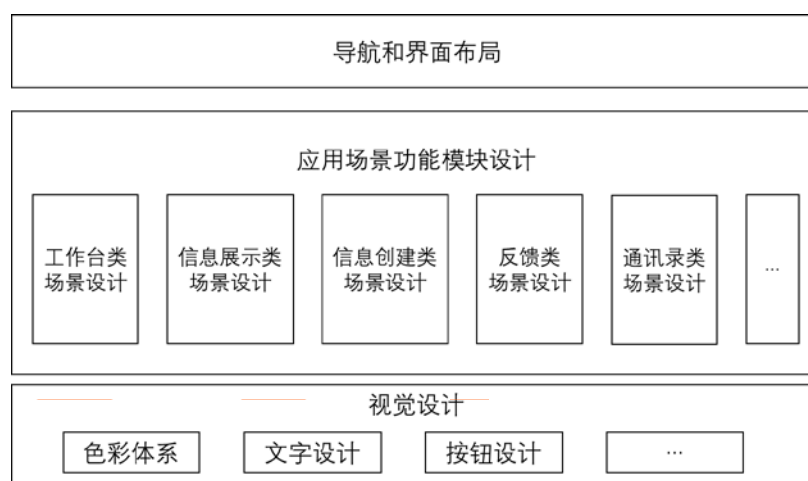 导航和界面布局
应用场景功能模块设计
工作台类
场景设计
信息展示类
场景设计
信息创建类
场景设计
反馈类
场景设计
通讯录类
场景设计
...
视觉设计
色彩体系
文字设计
按钮设计
...